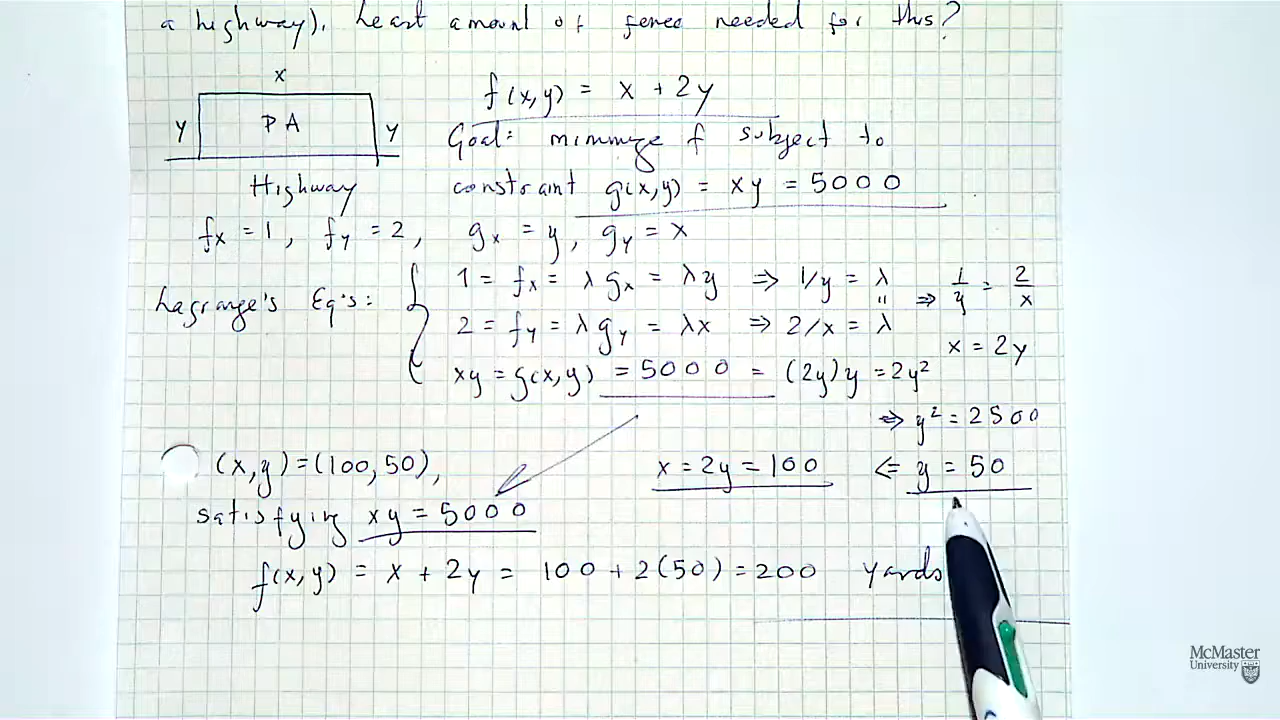 a highway). Least amount of fence needed for this?
x
y PA y
Highway
f(x,y) = x + 2y
Goal: minimize f subject to
constraint g(x,y) = xy = 5000
fx = 1, fy = 2, gx = y, gy = x
Lagrange's Eq's:
1 = fx = λ gx = λy ⇒ 1/y = λ
2 = fy = λ gy = λx ⇒ 2/x = λ
= ⇒ 1/y = 2/x
x = 2y
xy = g(x,y) = 5000 = (2y)y = 2y²
⇒ y² = 2500
(x,y) = (100,50), x = 2y = 100 ⇐ y = 50
satisfying xy = 5000
f(x,y) = x + 2y = 100 + 2(50) = 200 yards
McMaster
University